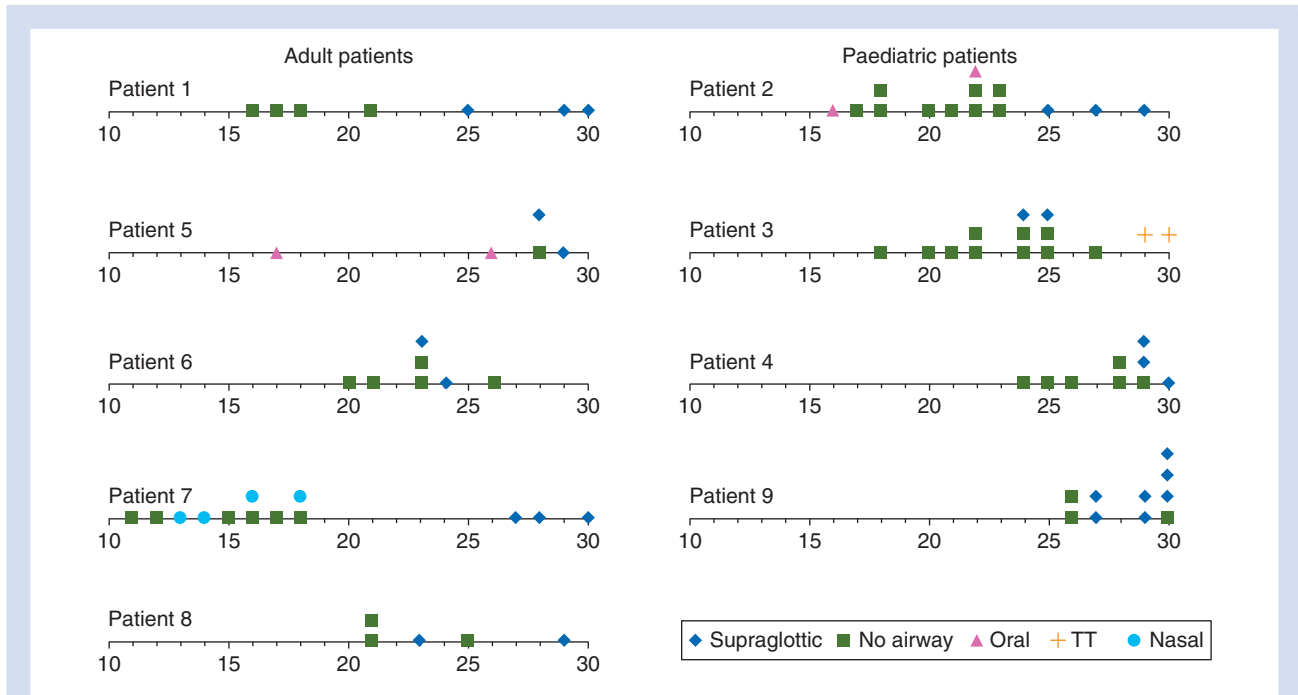 Adult patients
Patient 1
10 15 20 25 30
Patient 5
10 15 20 25 30
Patient 6
10 15 20 25 30
Patient 7
10 15 20 25 30
Patient 8
10 15 20 25 30
Paediatric patients
Patient 2
10 15 20 25 30
Patient 3
10 15 20 25 30
Patient 4
10 15 20 25 30
Patient 9
10 15 20 25 30
Supraglottic No airway Oral TT Nasal